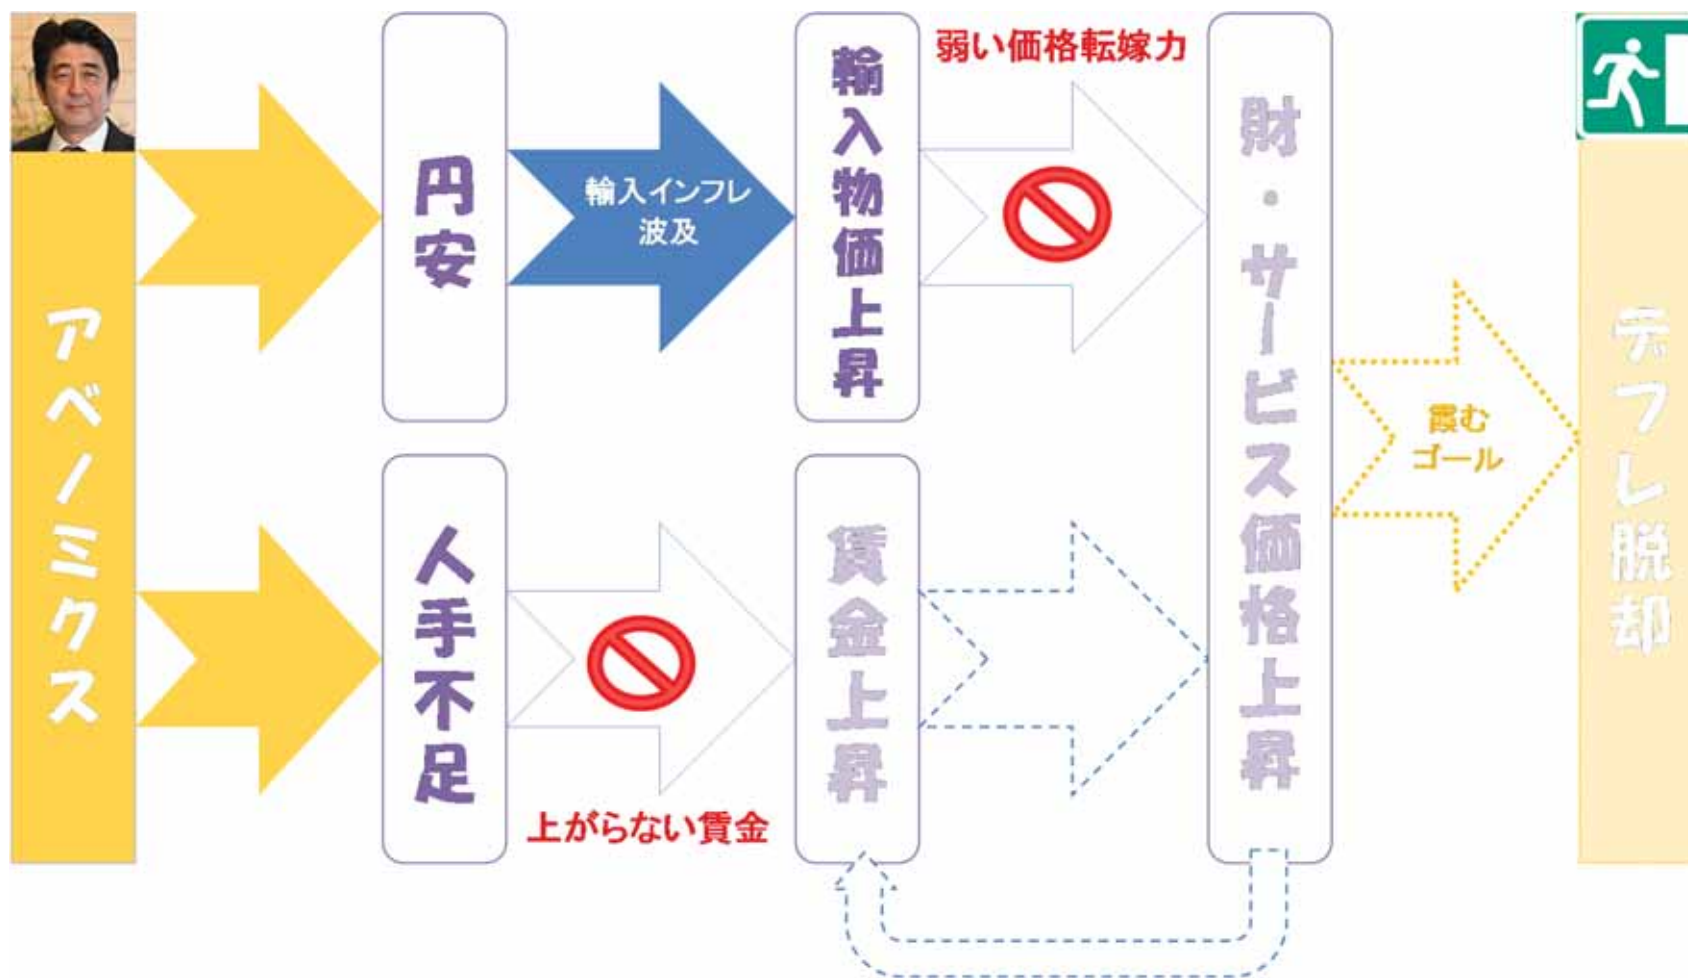 アベノミクス
円安
輸入インフレ
波及
輸入物価上昇
弱い価格転嫁力
人手不足
上がらない賃金
賃金上昇
財・サービス価格上昇
霞む
ゴール
デフレ脱却